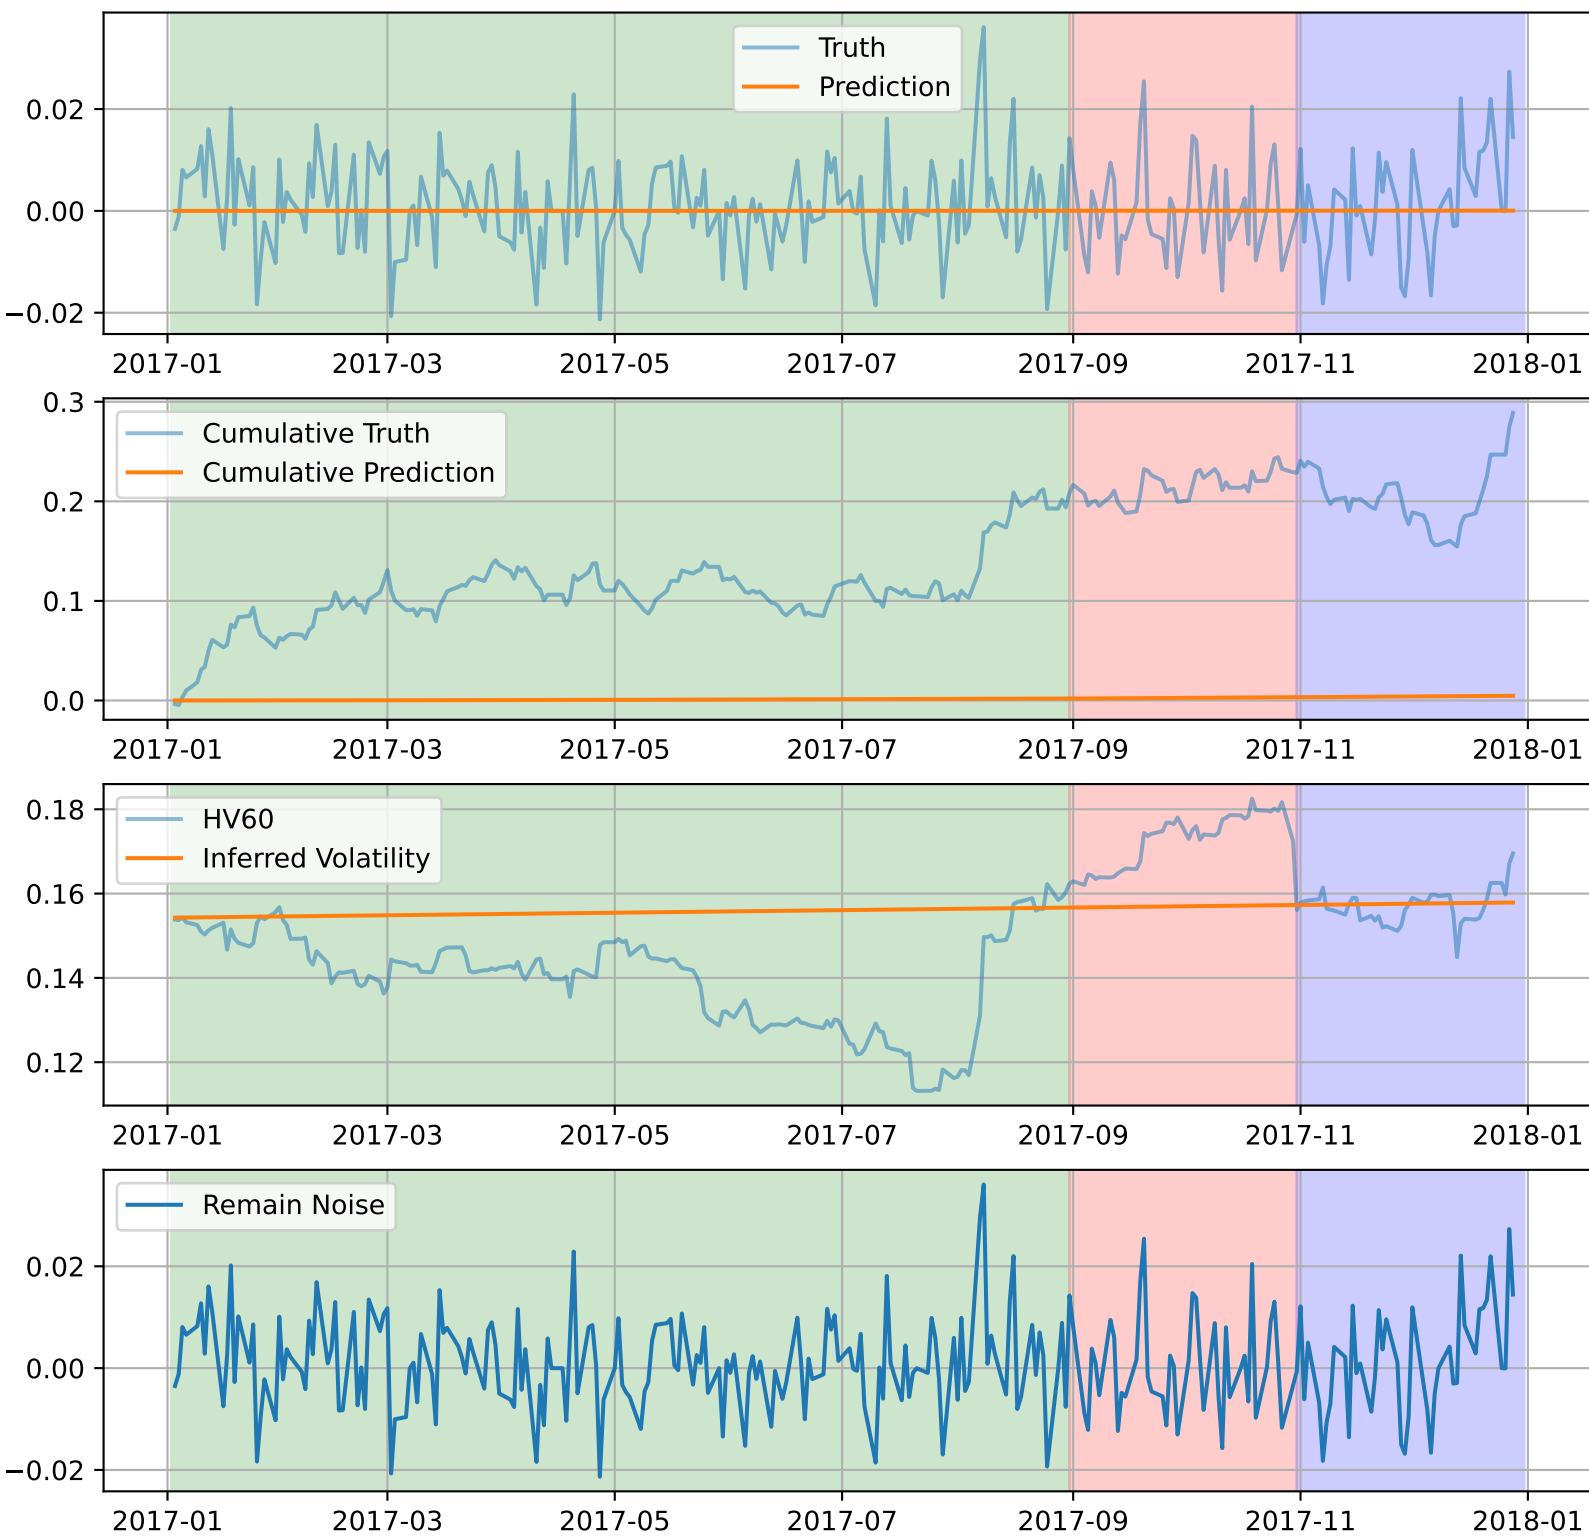 Truth
Prediction
0.02
0.00
−0.02
2017-01 2017-03 2017-05 2017-07 2017-09 2017-11 2018-01
0.3
Cumulative Truth
Cumulative Prediction
0.2
0.1
0.0
2017-01 2017-03 2017-05 2017-07 2017-09 2017-11 2018-01
0.18
HV60
Inferred Volatility
0.16
0.14
0.12
2017-01 2017-03 2017-05 2017-07 2017-09 2017-11 2018-01
Remain Noise
0.02
0.00
−0.02
2017-01 2017-03 2017-05 2017-07 2017-09 2017-11 2018-01